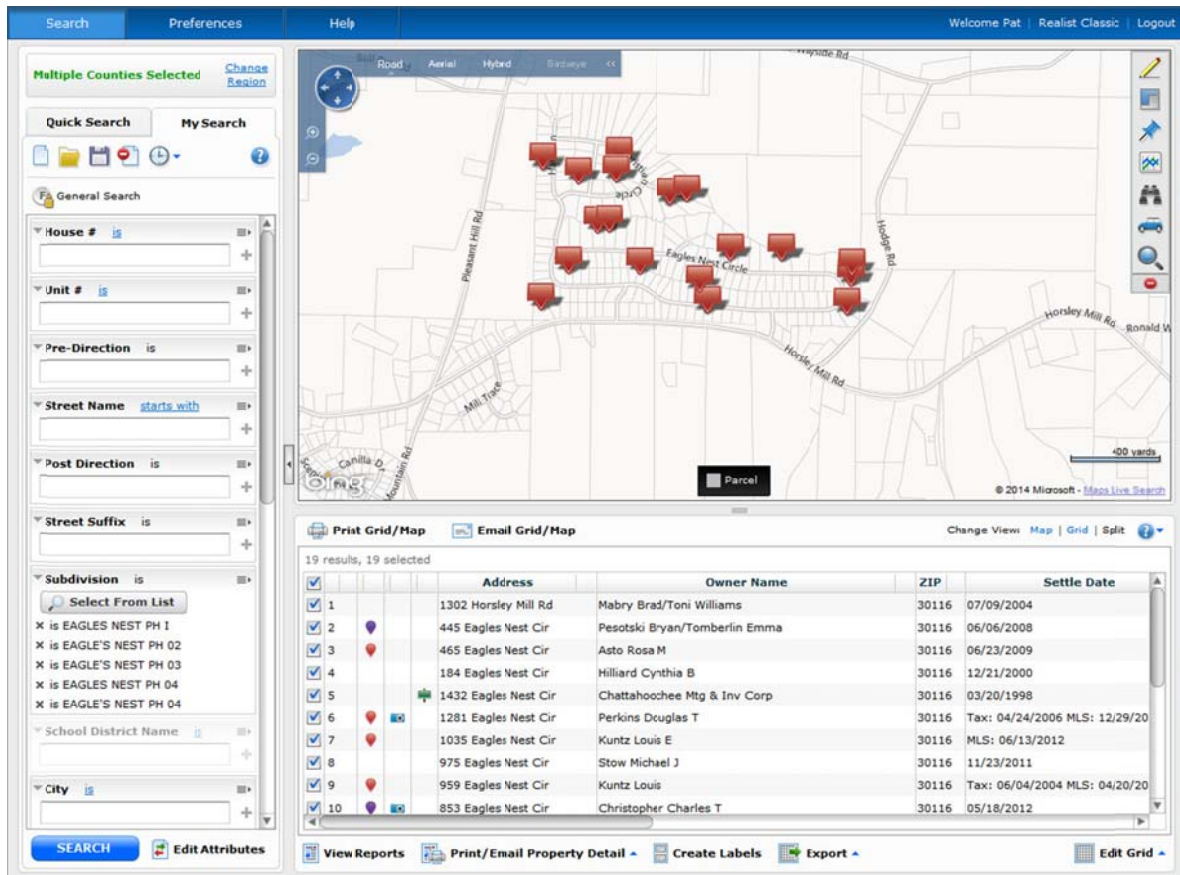 Search Preferences Help Welcome Pat | Realist Classic | Logout
Multiple Counties Selected Change Region
Quick Search My Search
General Search
House # is
Unit # is
Pre-Direction is
Street Name starts with
Post Direction is
Street Suffix is
Subdivision is
Select From List
X is EAGLES NEST PH I
X is EAGLE'S NEST PH 02
X is EAGLE'S NEST PH 03
X is EAGLES NEST PH 04
X is EAGLES NEST PH 04
School District Name is
City is
SEARCH Edit Attributes
Road Aerial Hybrid Birdseye <<
Wayside Rd
Circle
Pleasant Hill Rd
Hodge Rd
Eagles Nest Circle
Horsley Mill Rd
Ronald W
Horsley Mill Rd
Mill Trace
Canilla D
Mountain Rd
bing
Parcel
400 yards
© 2014 Microsoft - Maps Live Search
Print Grid/Map Email Grid/Map Change View: Map | Grid | Split
19 results, 19 selected
Address Owner Name ZIP Settle Date
1 1302 Horsley Mill Rd Mabry Brad/Toni Williams 30116 07/09/2004
2 445 Eagles Nest Cir Pesotski Bryan/Tomberlin Emma 30116 06/06/2008
3 465 Eagles Nest Cir Asto Rosa M 30116 06/23/2009
4 184 Eagles Nest Cir Hilliard Cynthia B 30116 12/21/2000
5 1432 Eagles Nest Cir Chattahoochee Mtg & Inv Corp 30116 03/20/1998
6 1281 Eagles Nest Cir Perkins Douglas T 30116 Tax: 04/24/2006 MLS: 12/29/20
7 1035 Eagles Nest Cir Kuntz Louis E 30116 MLS: 06/13/2012
8 975 Eagles Nest Cir Stow Michael J 30116 11/23/2011
9 959 Eagles Nest Cir Kuntz Louis 30116 Tax: 06/04/2004 MLS: 04/20/20
10 853 Eagles Nest Cir Christopher Charles T 30116 05/18/2012
View Reports Print/Email Property Detail Create Labels Export Edit Grid